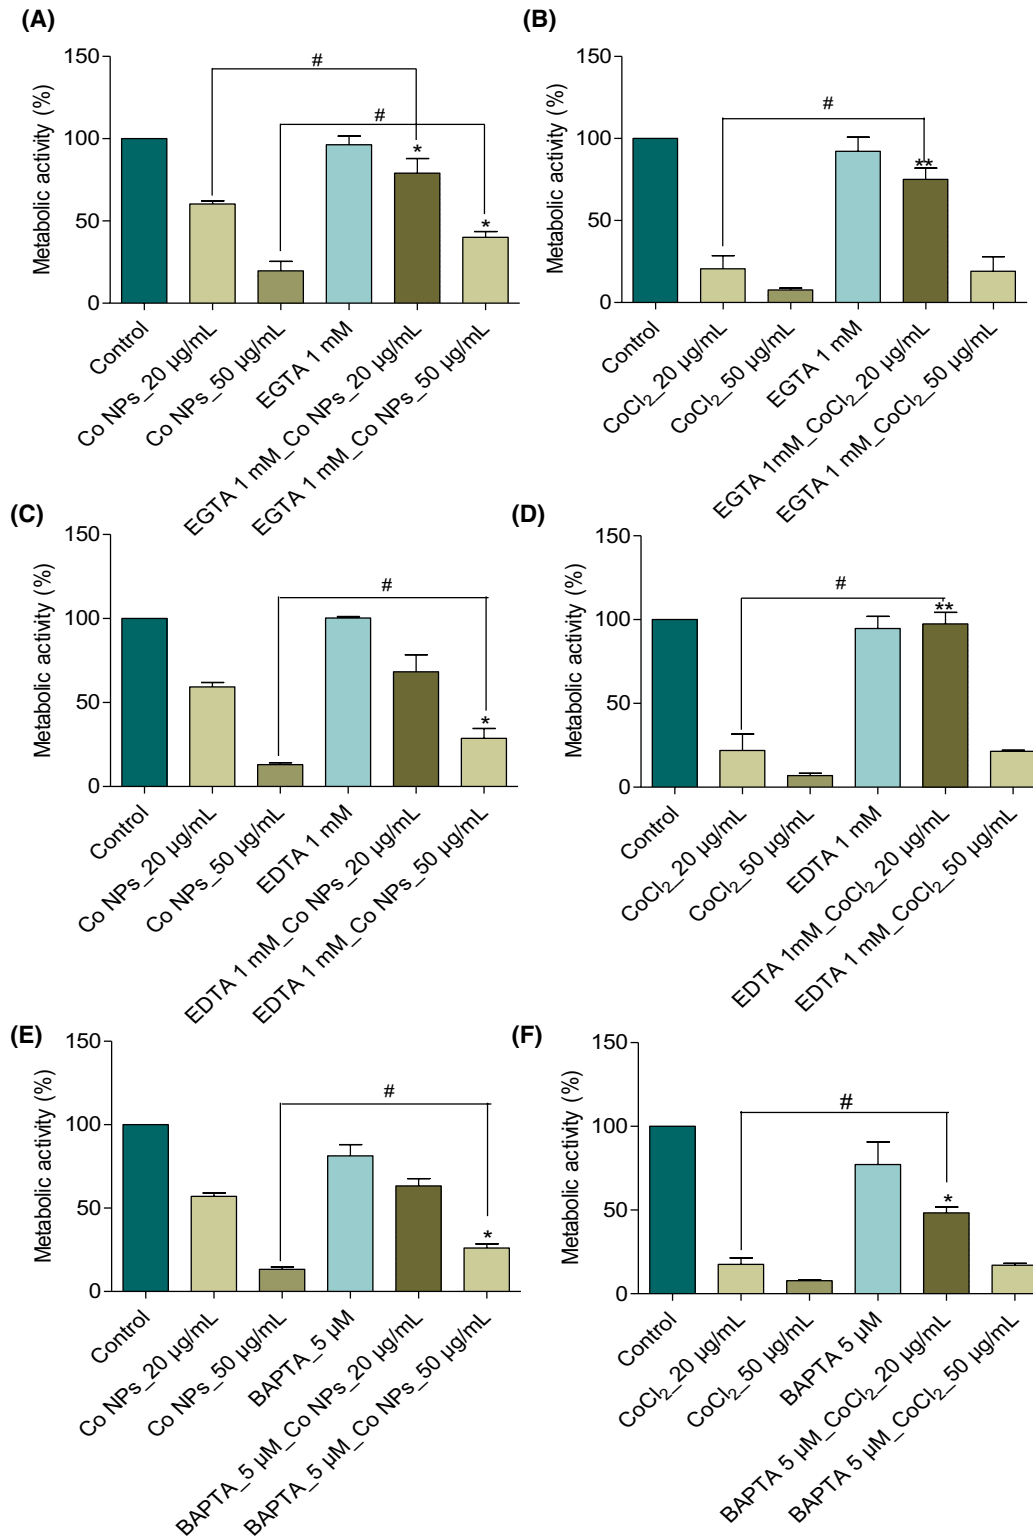 (A)
Metabolic activity (%)
150
100
50
0
#
#
*
*
Control
Co NPs_20 µg/mL
Co NPs_50 µg/mL
EGTA 1 mM
EGTA 1 mM_Co NPs_20 µg/mL
EGTA 1 mM_Co NPs_50 µg/mL
(B)
Metabolic activity (%)
150
100
50
0
#
**
Control
CoCl₂_20 µg/mL
CoCl₂_50 µg/mL
EGTA 1 mM
EGTA 1mM_CoCl₂_20 µg/mL
EGTA 1 mM_CoCl₂_50 µg/mL
(C)
Metabolic activity (%)
150
100
50
0
#
*
Control
Co NPs_20 µg/mL
Co NPs_50 µg/mL
EDTA 1 mM
EDTA 1 mM_Co NPs_20 µg/mL
EDTA 1 mM_Co NPs_50 µg/mL
(D)
Metabolic activity (%)
150
100
50
0
#
**
Control
CoCl₂_20 µg/mL
CoCl₂_50 µg/mL
EDTA 1 mM
EDTA 1mM_CoCl₂_20 µg/mL
EDTA 1 mM_CoCl₂_50 µg/mL
(E)
Metabolic activity (%)
150
100
50
0
#
*
Control
Co NPs_20 µg/mL
Co NPs_50 µg/mL
BAPTA_5 µM
BAPTA_5 µM_Co NPs_20 µg/mL
BAPTA_5 µM_Co NPs_50 µg/mL
(F)
Metabolic activity (%)
150
100
50
0
#
*
Control
CoCl₂_20 µg/mL
CoCl₂_50 µg/mL
BAPTA 5 µM
BAPTA 5 µM_CoCl₂_20 µg/mL
BAPTA 5 µM_CoCl₂_50 µg/mL